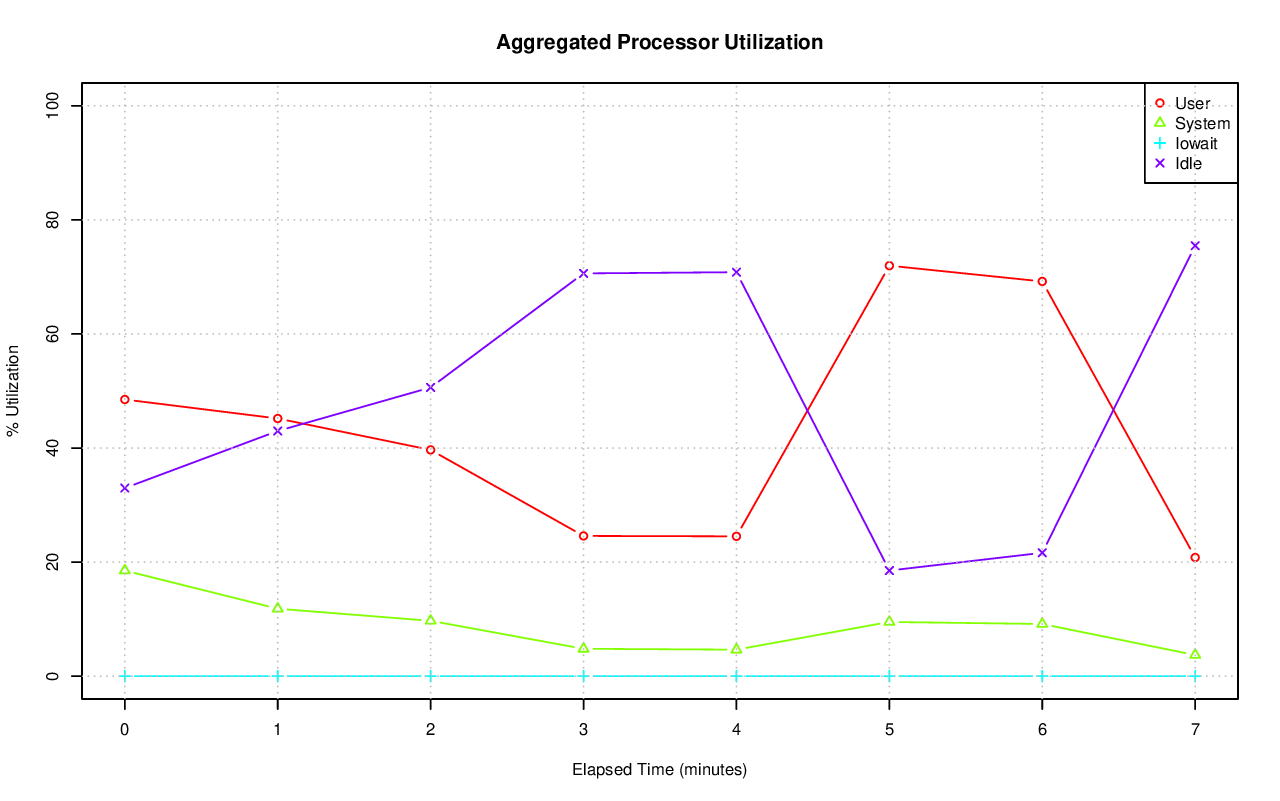 Aggregated Processor Utilization
% Utilization
100
80
60
40
20
0
User
System
Iowait
Idle
0 1 2 3 4 5 6 7
Elapsed Time (minutes)